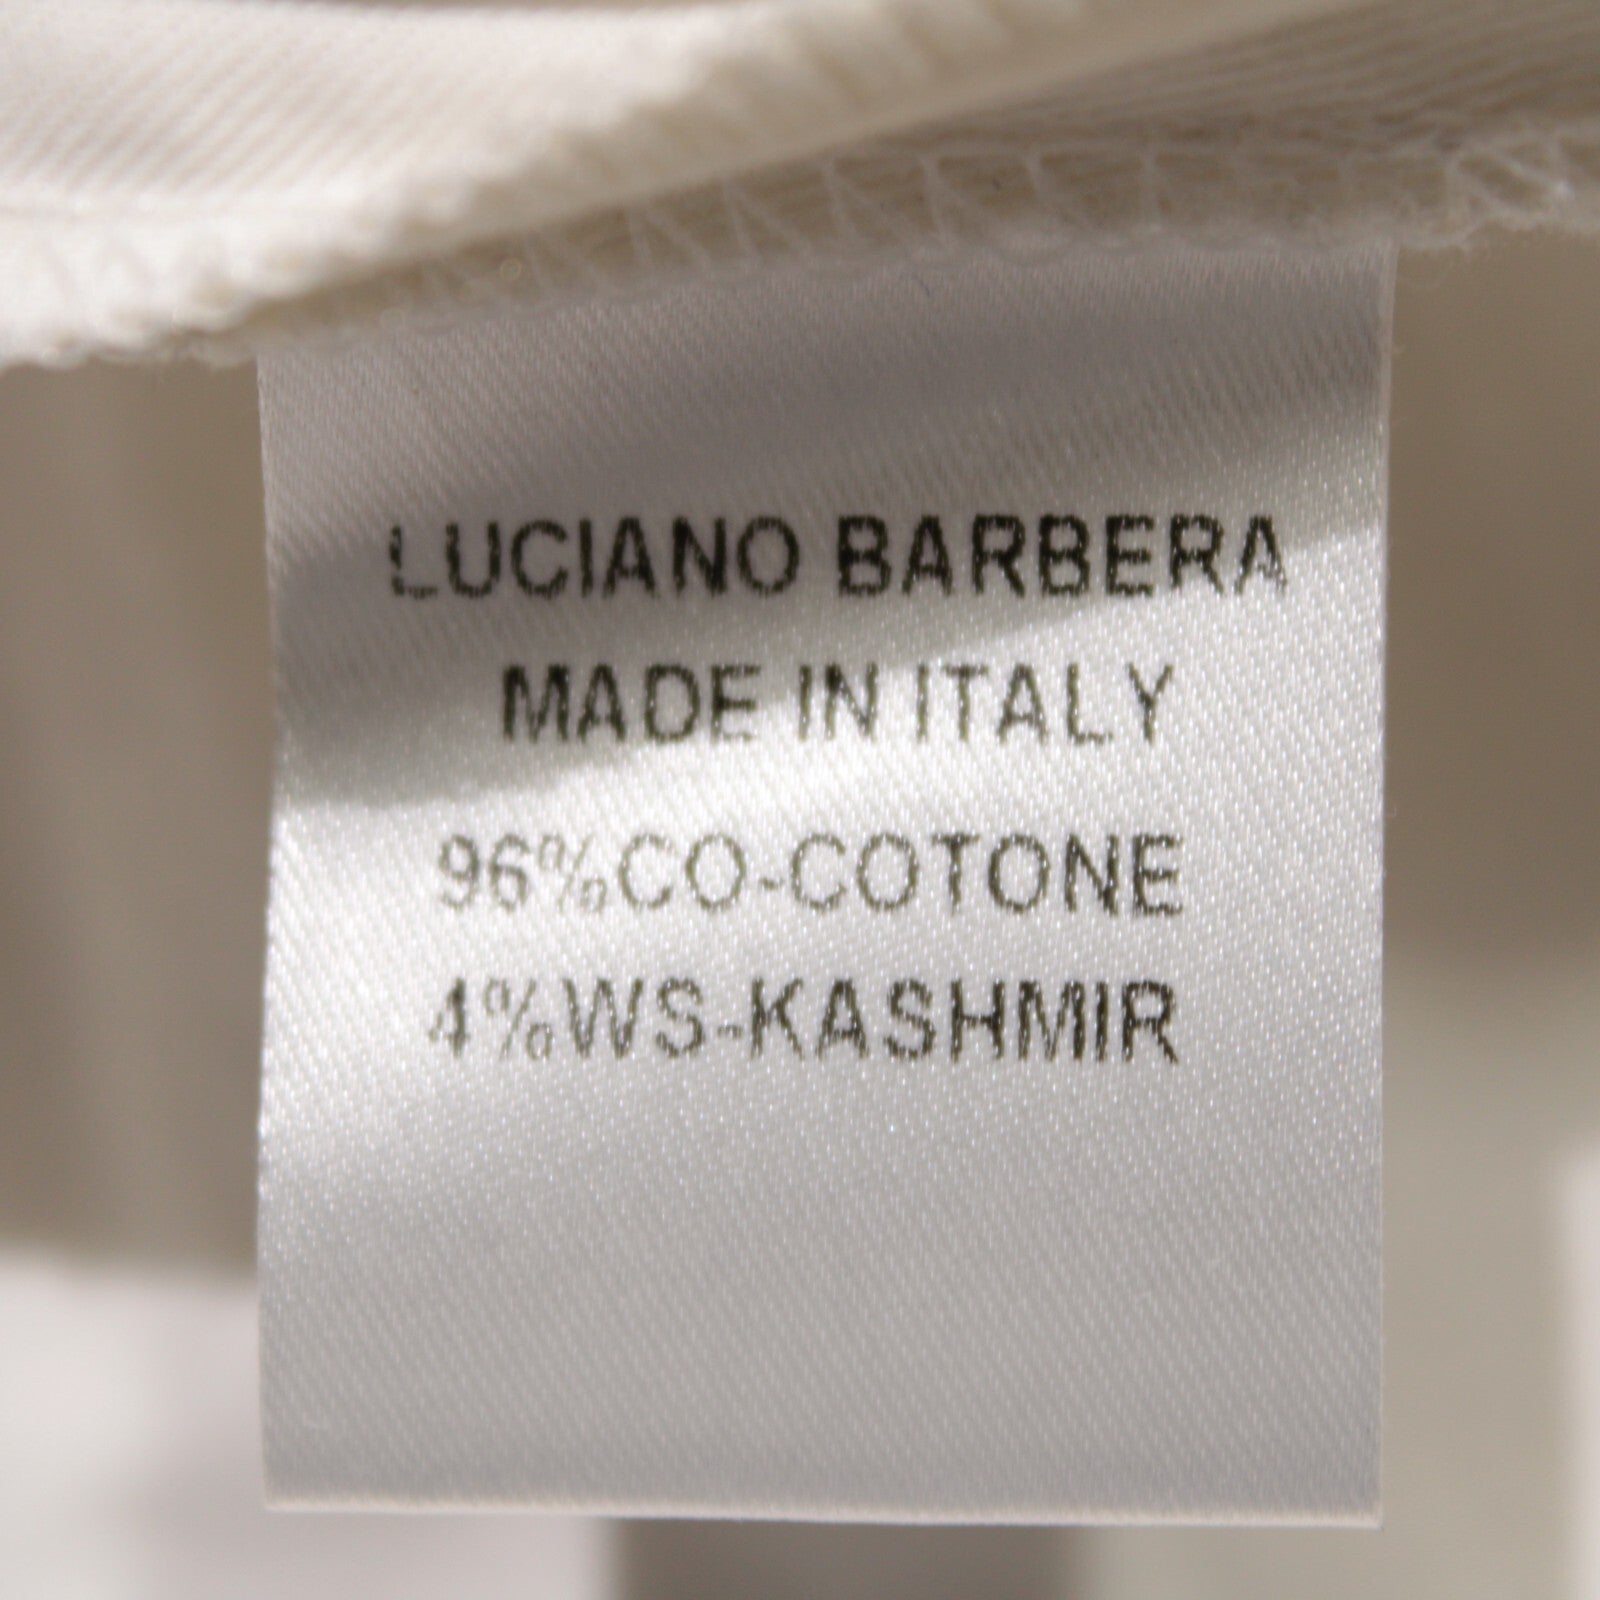 LUCIANO BARBERA
MADE IN ITALY
96%CO-COTONE
4%WS-KASHMIR